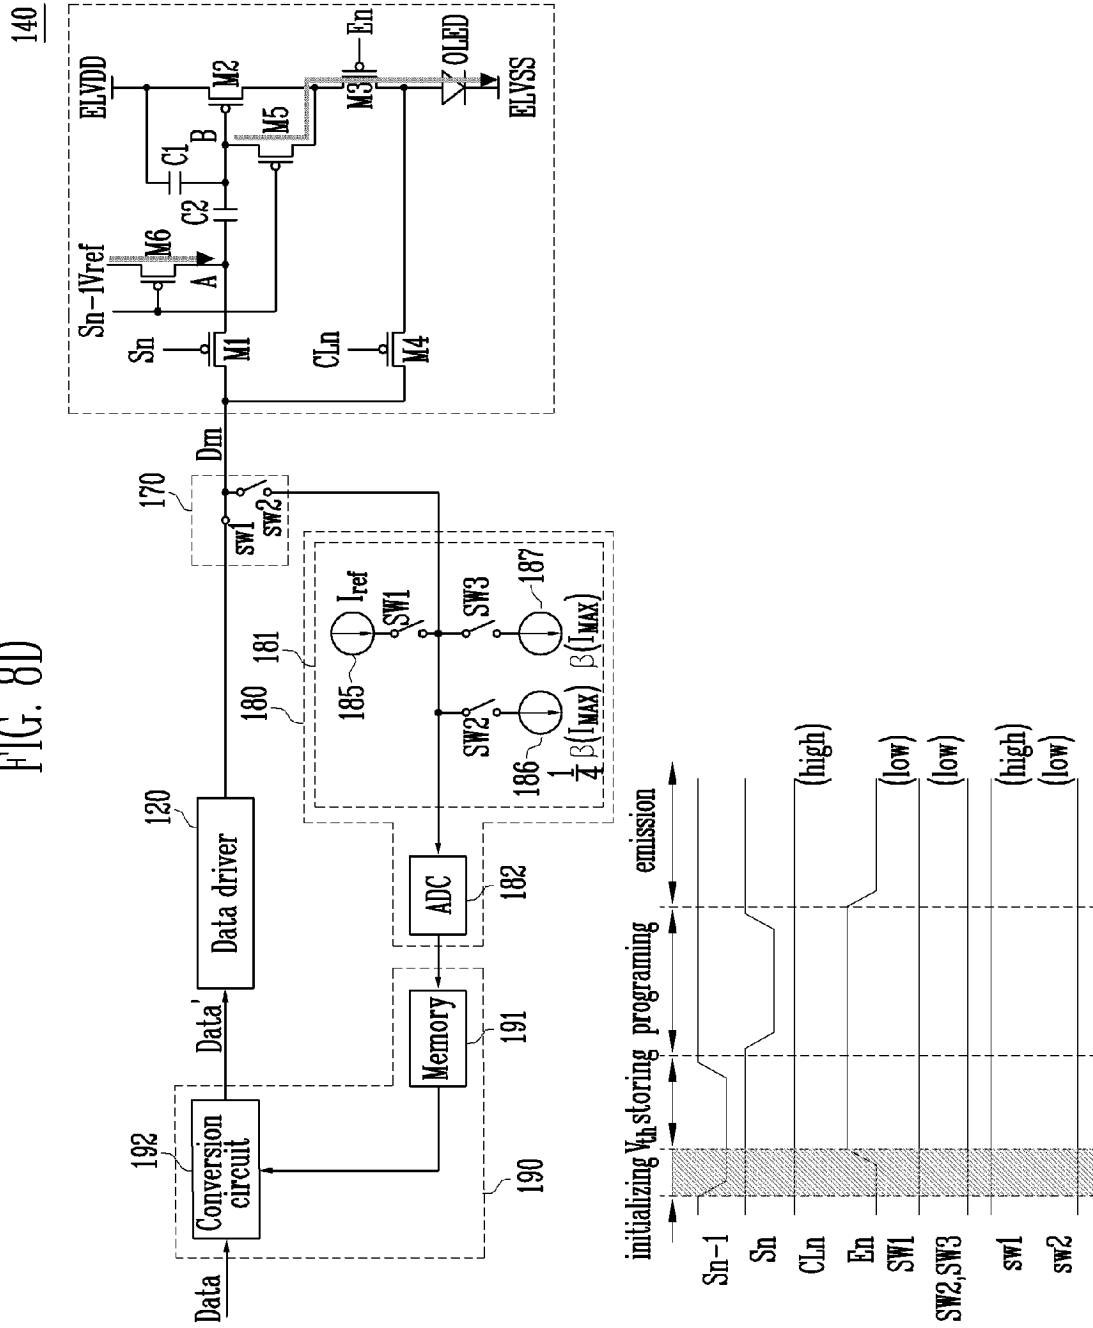 FIG. 8D
140
ELVDD
M2
B
C1
C2
M5
En
M3
OLED
ELVSS
Sn-1
Vref
M6
A
Sn
M1
CLn
M4
Dm
170
sw1
sw2
180
181
Iref
185
SW1
SW3
187
β(IMAX)
SW2
186
1/4 β(IMAX)
120
Data driver
ADC
182
Data'
Memory
191
192
Conversion circuit
190
Data
initializing
Vth storing
programing
emission
Sn-1
Sn
CLn
(high)
En
SW1
(low)
SW2,SW3
(low)
sw1
(high)
sw2
(low)